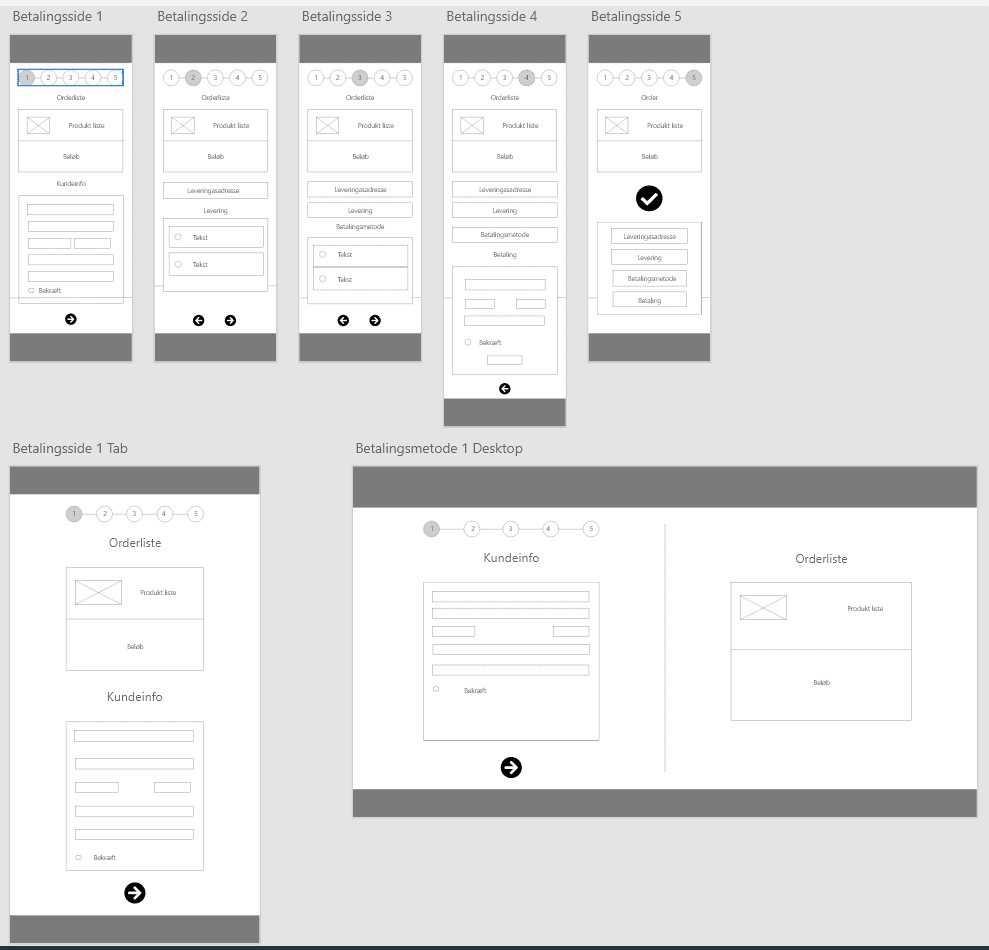 Betalingsside 1
1 2 3 4 5
Orderliste
Produkt liste
Beløb
Kundeinfo
Bekræft
Betalingsside 2
1 2 3 4 5
Orderliste
Produkt liste
Beløb
Leveringasadresse
Levering
Tekst
Tekst
Betalingsside 3
1 2 3 4 5
Orderliste
Produkt liste
Beløb
Leveringasadresse
Levering
Betalingsmetode
Tekst
Tekst
Betalingsside 4
1 2 3 4 5
Orderliste
Produkt liste
Beløb
Leveringasadresse
Levering
Betalingsmetode
Betaling
Bekræft
Betalingsside 5
1 2 3 4 5
Order
Produkt liste
Beløb
Leveringasadresse
Levering
Betalingsmetode
Betaling
Betalingsside 1 Tab
1 2 3 4 5
Orderliste
Produkt liste
Beløb
Kundeinfo
Bekræft
Betalingsmetode 1 Desktop
1 2 3 4 5
Kundeinfo
Bekræft
Orderliste
Produkt liste
Beløb